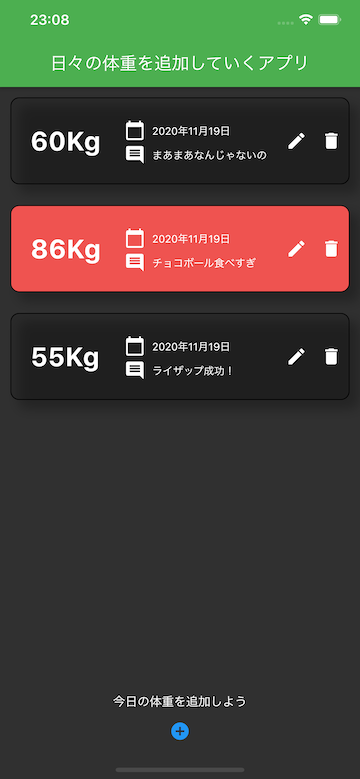 23:08
日々の体重を追加していくアプリ
60Kg
2020年11月19日
まあまあなんじゃないの
86Kg
2020年11月19日
チョコボール食べすぎ
55Kg
2020年11月19日
ライザップ成功！
今日の体重を追加しよう